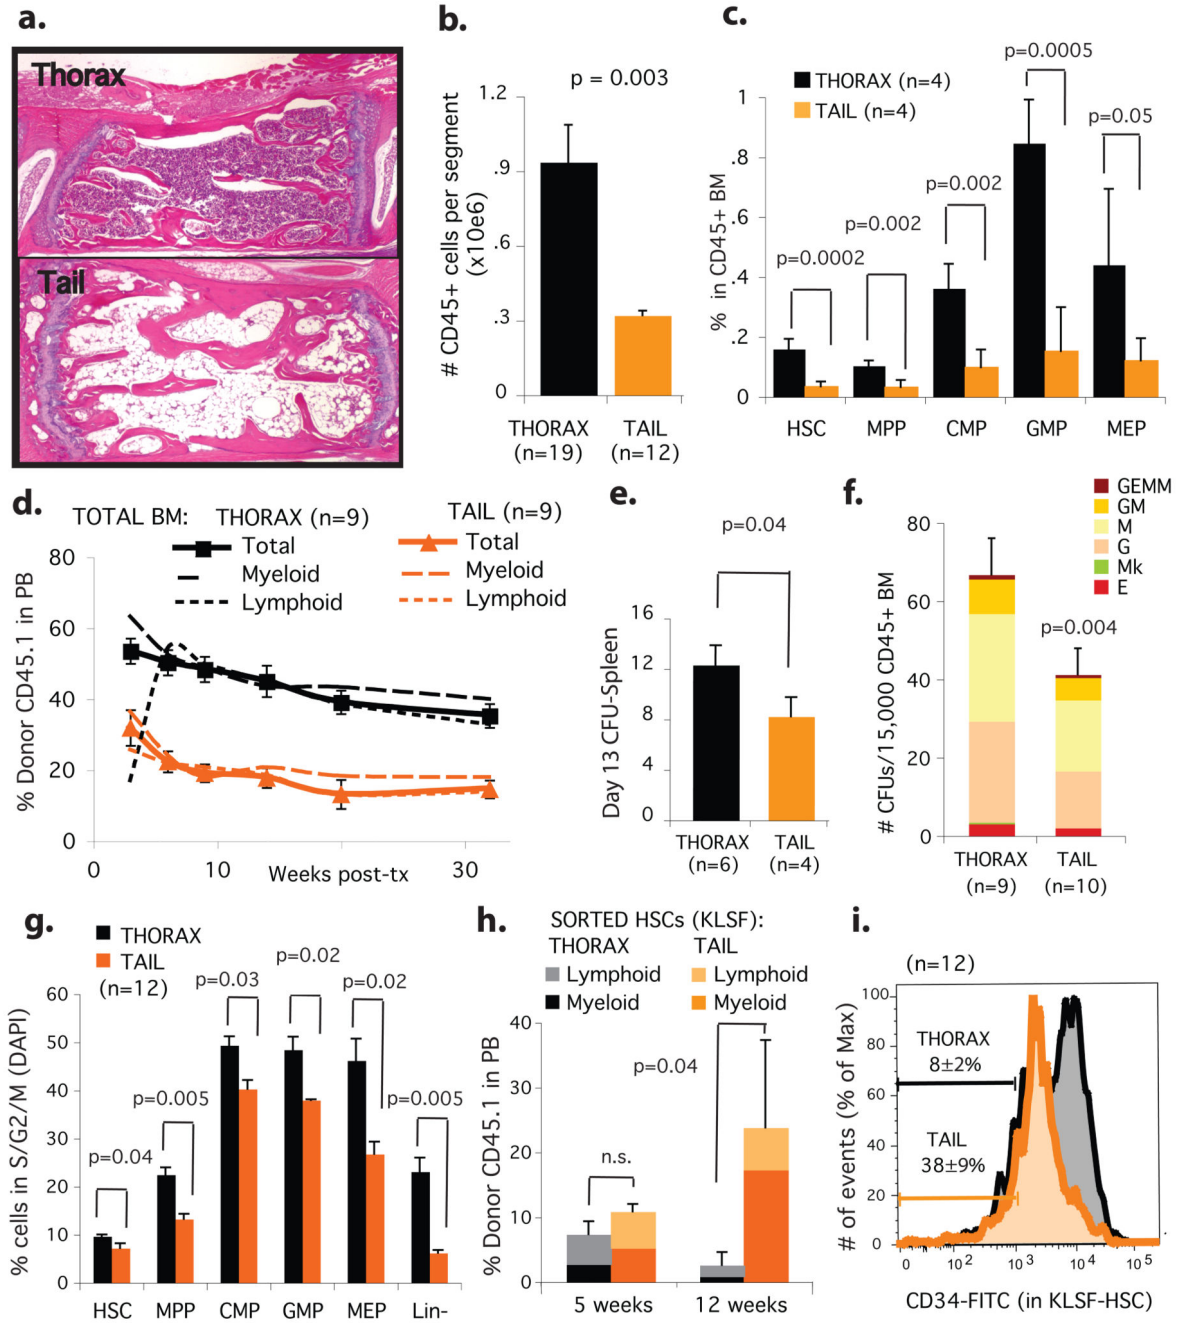 a.
Thorax
Tail
b.
p = 0.003
# CD45+ cells per segment
(x10e6)
1.2
.9
.6
.3
0
THORAX
(n=19)
TAIL
(n=12)
c.
THORAX (n=4)
TAIL (n=4)
p=0.0005
p=0.05
p=0.002
p=0.002
p=0.0002
% in CD45+ BM
1
.8
.6
.4
.2
0
HSC
MPP
CMP
GMP
MEP
d.
TOTAL BM:
THORAX (n=9)
Total
Myeloid
Lymphoid
TAIL (n=9)
Total
Myeloid
Lymphoid
% Donor CD45.1 in PB
80
60
40
20
0
0
10
Weeks post-tx
30
e.
p=0.04
Day 13 CFU-Spleen
16
12
8
4
0
THORAX
(n=6)
TAIL
(n=4)
f.
GEMM
GM
M
G
Mk
E
# CFUs/15,000 CD45+ BM
80
60
40
20
0
p=0.004
THORAX
(n=9)
TAIL
(n=10)
g.
THORAX
TAIL
(n=12)
% cells in S/G2/M (DAPI)
60
50
40
30
20
10
0
p=0.04
p=0.005
p=0.03
p=0.02
p=0.02
p=0.005
HSC
MPP
CMP
GMP
MEP
Lin-
h.
SORTED HSCs (KLSF):
THORAX
Lymphoid
Myeloid
TAIL
Lymphoid
Myeloid
% Donor CD45.1 in PB
40
30
20
10
0
n.s.
p=0.04
5 weeks
12 weeks
i.
(n=12)
# of events (% of Max)
100
80
60
40
20
0
THORAX
8±2%
TAIL
38±9%
0
10²
10³
10⁴
10⁵
CD34-FITC (in KLSF-HSC)